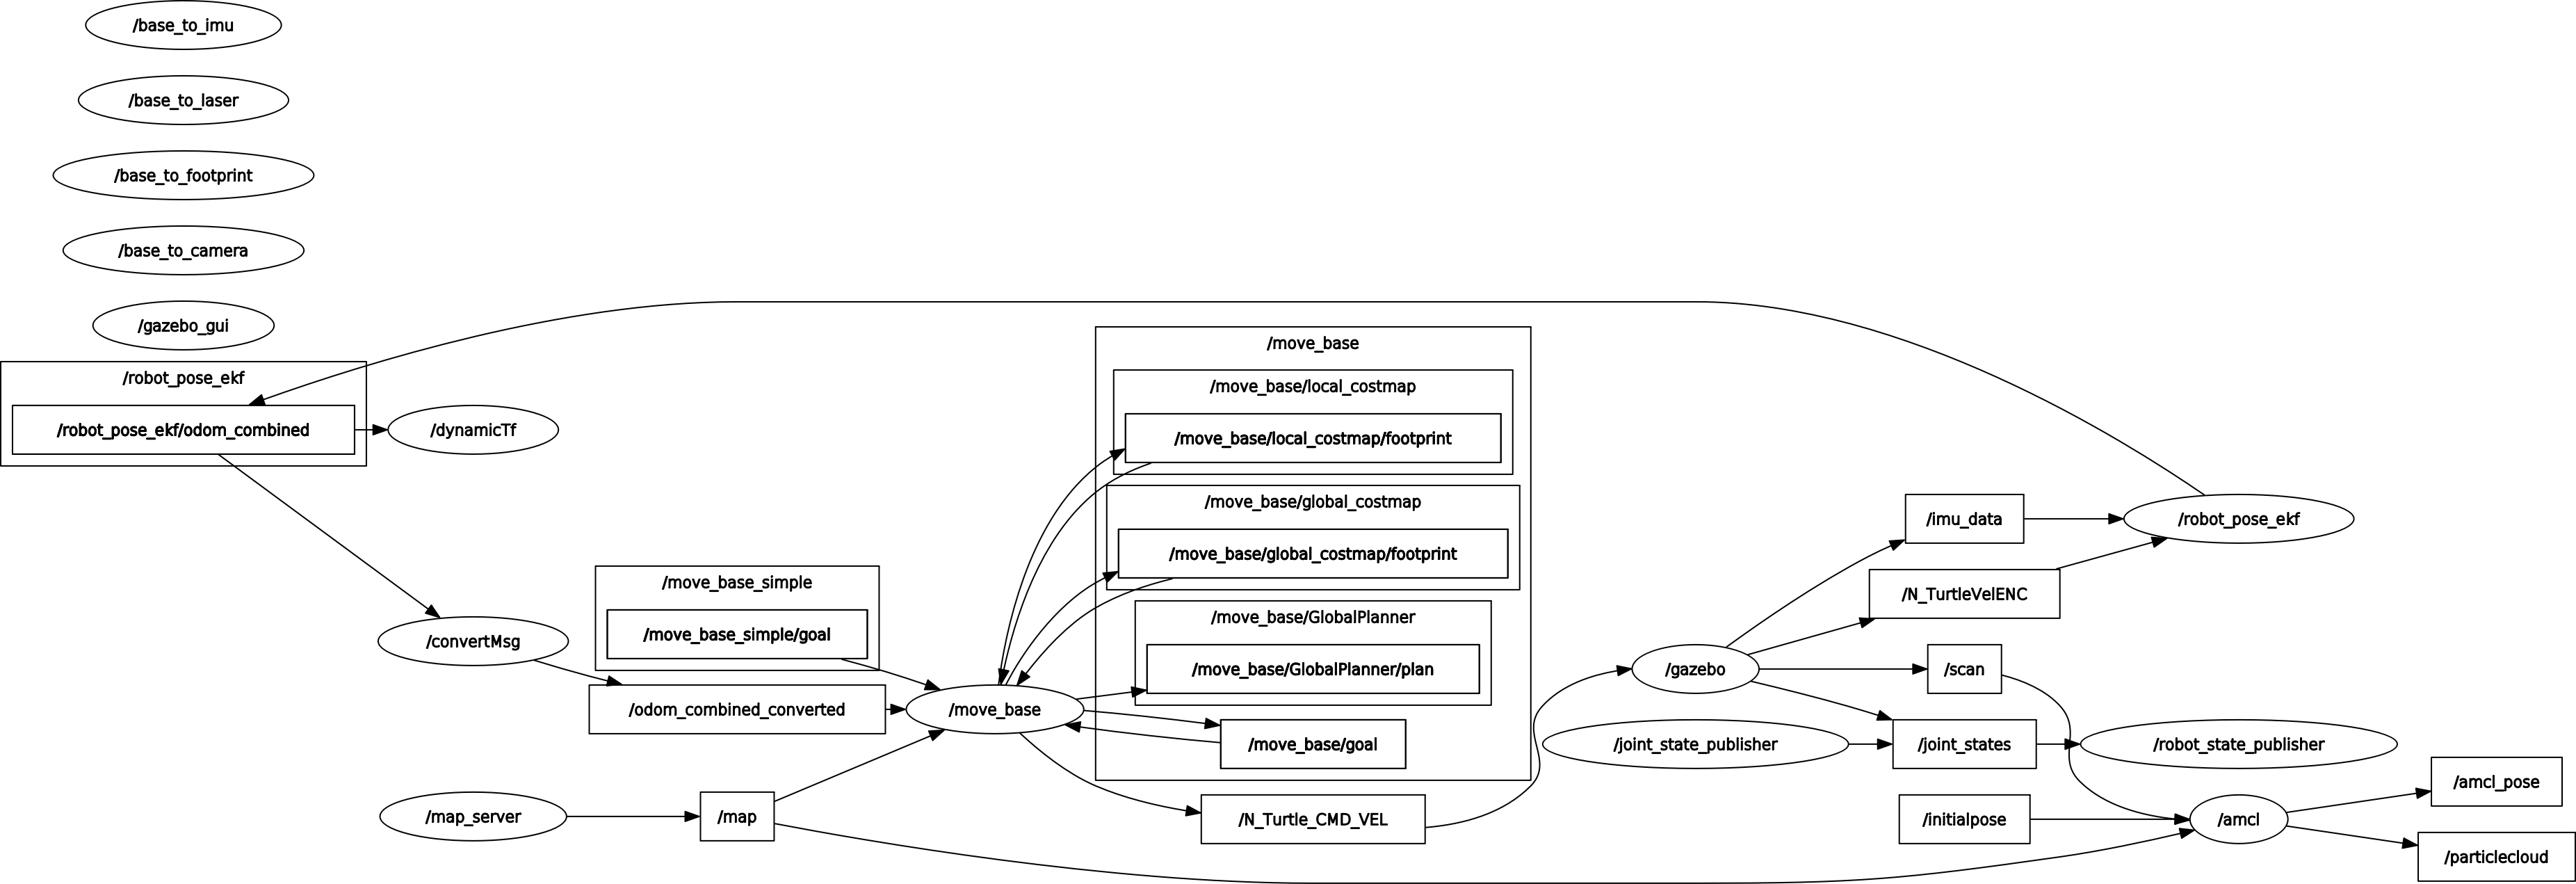 /base_to_imu
/base_to_laser
/base_to_footprint
/base_to_camera
/gazebo_gui
/robot_pose_ekf
/robot_pose_ekf/odom_combined
/dynamicTf
/convertMsg
/move_base_simple
/move_base_simple/goal
/odom_combined_converted
/map_server
/map
/move_base
/move_base
/move_base/local_costmap
/move_base/local_costmap/footprint
/move_base/global_costmap
/move_base/global_costmap/footprint
/move_base/GlobalPlanner
/move_base/GlobalPlanner/plan
/move_base/goal
/N_Turtle_CMD_VEL
/gazebo
/joint_state_publisher
/imu_data
/N_TurtleVelENC
/scan
/joint_states
/initialpose
/robot_pose_ekf
/robot_state_publisher
/amcl
/amcl_pose
/particlecloud